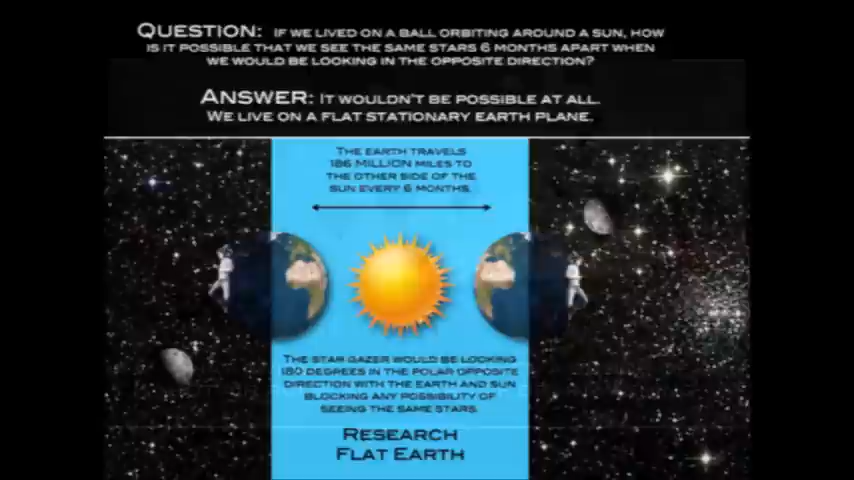 QUESTION: IF WE LIVED ON A BALL ORBITING AROUND A SUN, HOW
IS IT POSSIBLE THAT WE SEE THE SAME STARS 6 MONTHS APART WHEN
WE WOULD BE LOOKING IN THE OPPOSITE DIRECTION?
ANSWER: IT WOULDN'T BE POSSIBLE AT ALL.
WE LIVE ON A FLAT STATIONARY EARTH PLANE.
THE EARTH TRAVELS
186 MILLION MILES TO
THE OTHER SIDE OF THE
SUN EVERY 6 MONTHS.
THE STAR GAZER WOULD BE LOOKING
180 DEGREES IN THE POLAR OPPOSITE
DIRECTION WITH THE EARTH AND SUN
BLOCKING ANY POSSIBILITY OF
SEEING THE SAME STARS.
RESEARCH
FLAT EARTH